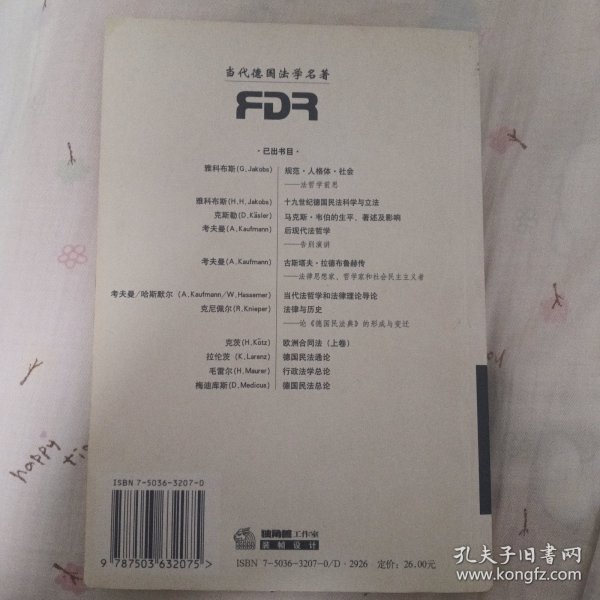 当代德国法学名著
FDR
·已出书目·
雅科布斯(G.Jakobs) 规范·人格体·社会
——法哲学前思
雅科布斯(H.H.Jakobs) 十九世纪德国民法科学与立法
克斯勒(D.Käsler) 马克斯·韦伯的生平、著述及影响
考夫曼(A.Kaufmann) 后现代法哲学
——告别演讲
考夫曼(A.Kaufmann) 古斯塔夫·拉德布鲁赫传
——法律思想家、哲学家和社会民主主义者
考夫曼/哈斯默尔(A.Kaufmann/W.Hassemer) 当代法哲学和法律理论导论
克尼佩尔(R.Knieper) 法律与历史
——论《德国民法典》的形成与变迁
克茨(H.Kötz) 欧洲合同法(上卷)
拉伦茨(K.Larenz) 德国民法通论
毛雷尔(H.Maurer) 行政法学总论
梅迪库斯(D.Medicus) 德国民法总论
happy
ISBN 7-5036-3207-0
9 787503 632075 >
工作室
装帧设计
ISBN 7-5036-3207-0/D·2926 定价：26.00元
孔夫子旧书网
www.kongfz.com